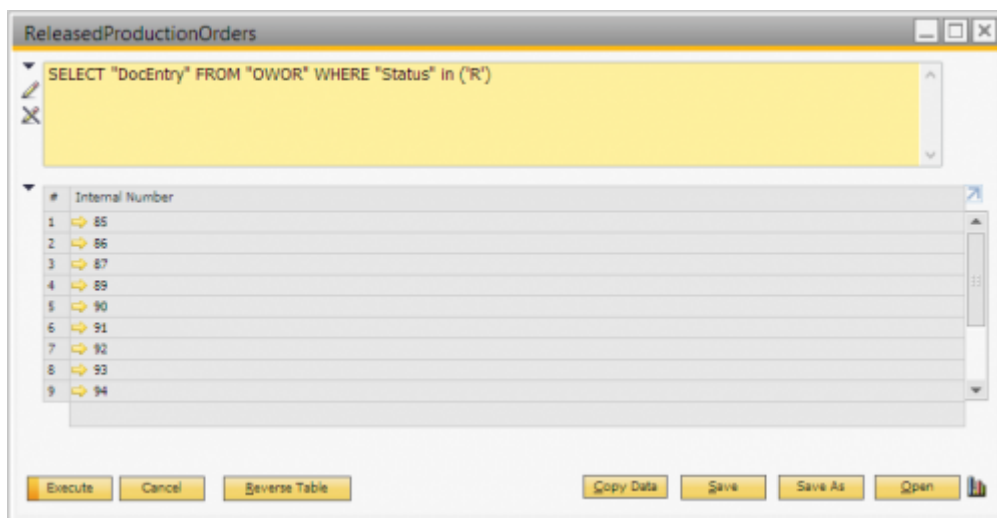 ReleasedProductionOrders
SELECT "DocEntry" FROM "OWOR" WHERE "Status" in ('R')
# Internal Number
1 85
2 86
3 87
4 89
5 90
6 91
7 92
8 93
9 94
Execute Cancel Reverse Table Copy Data Save Save As Open